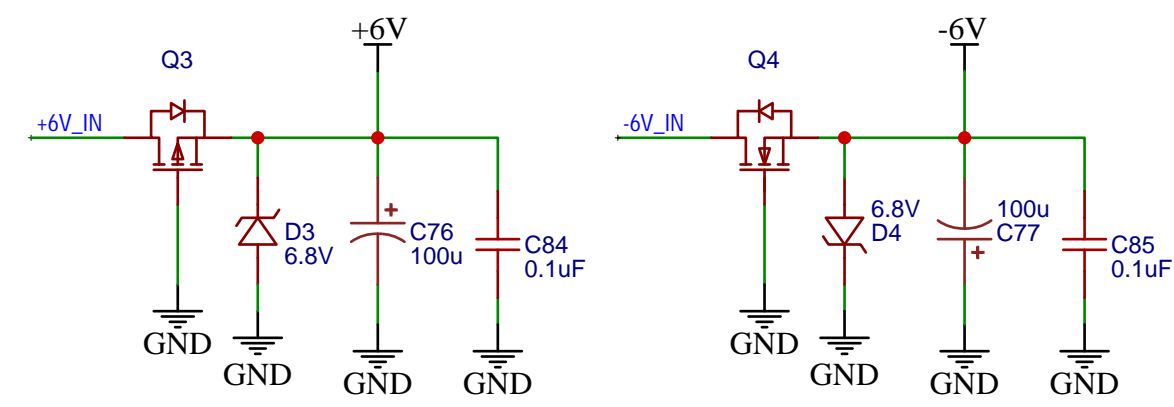 +6V
Q3
+6V_IN
D3
6.8V
+
C76
100u
C84
0.1uF
GND
GND
GND
GND
-6V
Q4
-6V_IN
6.8V
D4
100u
C77
+
C85
0.1uF
GND
GND
GND
GND